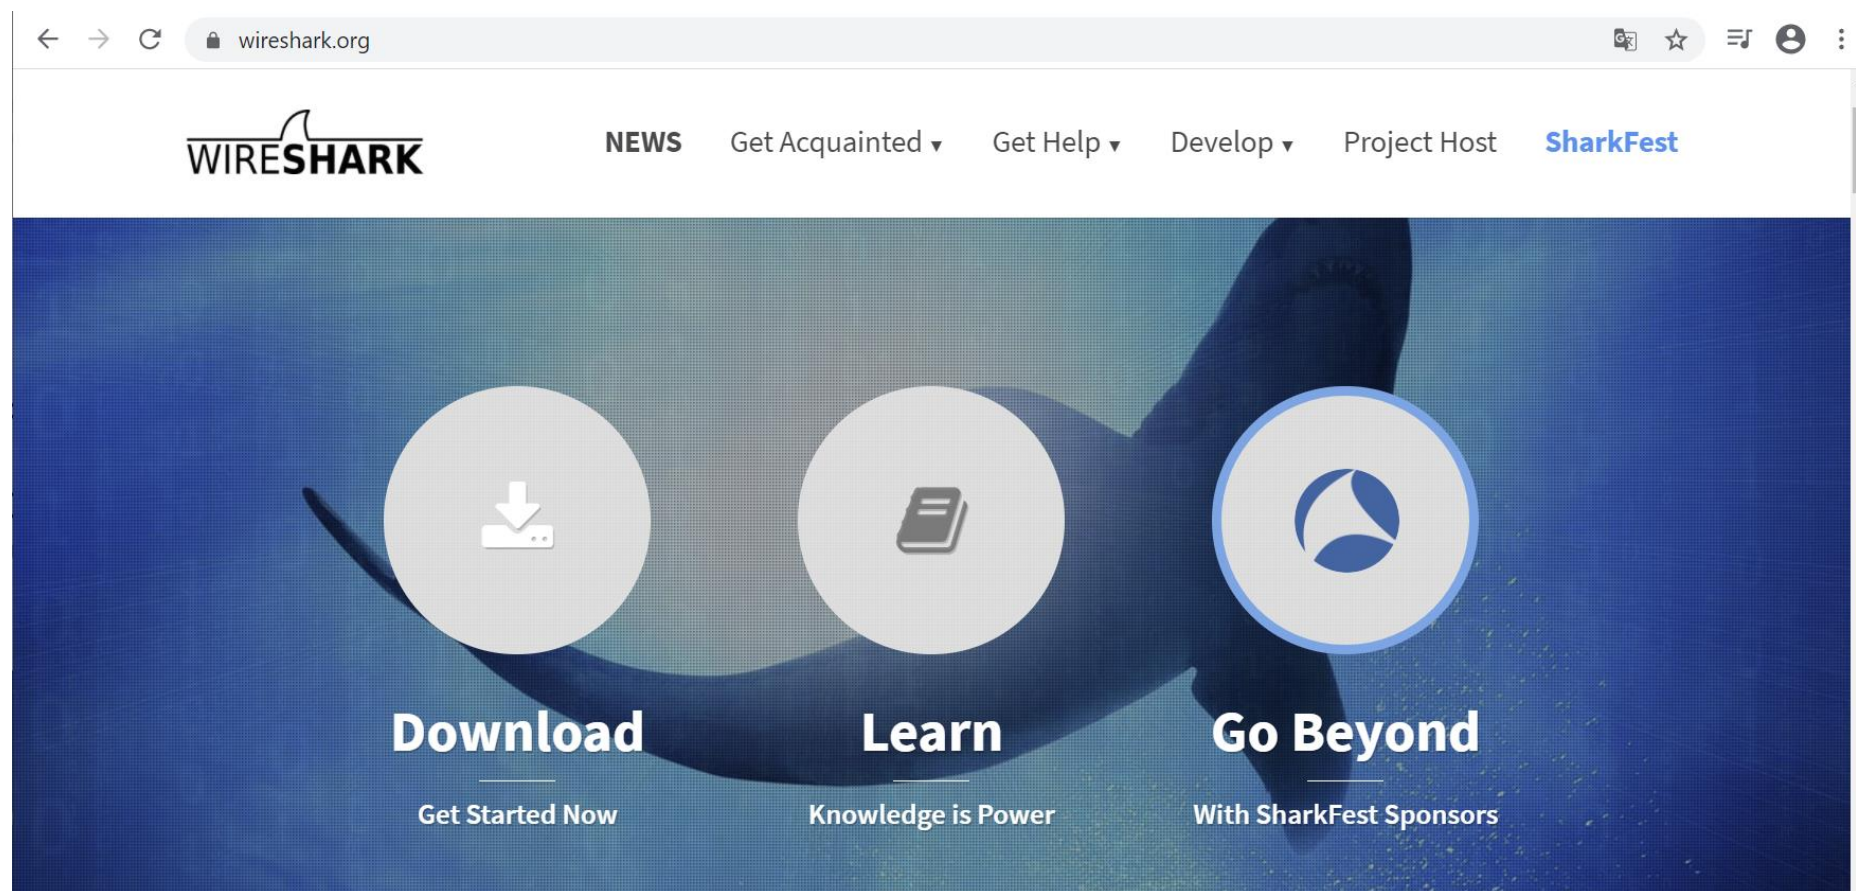 wireshark.org
WIRESHARK
NEWS Get Acquainted ▾ Get Help ▾ Develop ▾ Project Host SharkFest
Download Learn Go Beyond
Get Started Now Knowledge is Power With SharkFest Sponsors